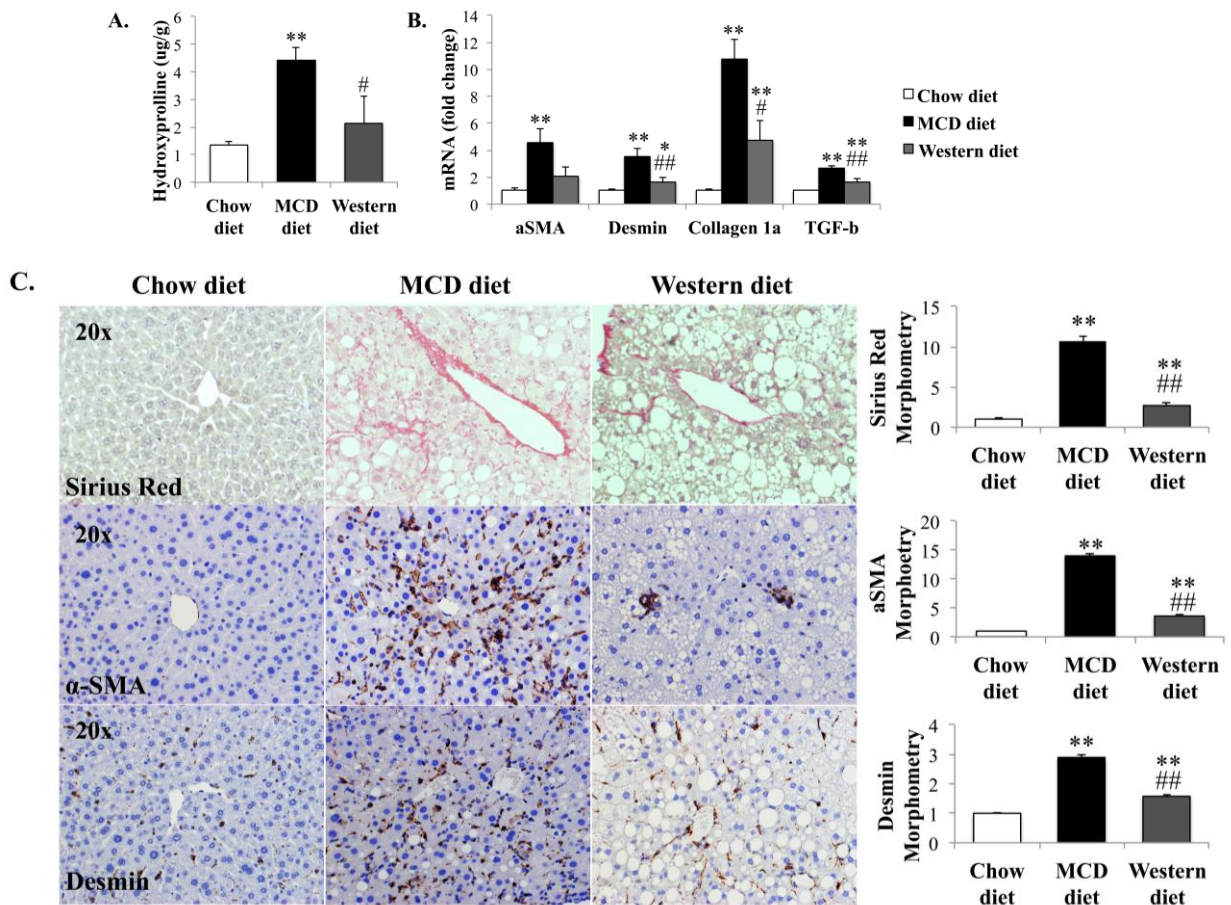 A.
Hydroxyprolline (ug/g)
6
5
4
3
2
1
0
**
#
Chow diet
MCD diet
Western diet
B.
mRNA (fold change)
14
12
10
8
6
4
2
0
**
**
*
##
**
**
#
**
**
##
aSMA
Desmin
Collagen 1a
TGF-b
Chow diet
MCD diet
Western diet
C.
Chow diet
MCD diet
Western diet
20x
Sirius Red
20x
α-SMA
20x
Desmin
Sirius Red
Morphometry
15
10
5
0
**
**
##
Chow diet
MCD diet
Western diet
aSMA
Morphoetry
20
15
10
5
0
**
**
##
Chow diet
MCD diet
Western diet
Desmin
Morphometry
4
3
2
1
0
**
**
##
Chow diet
MCD diet
Western diet